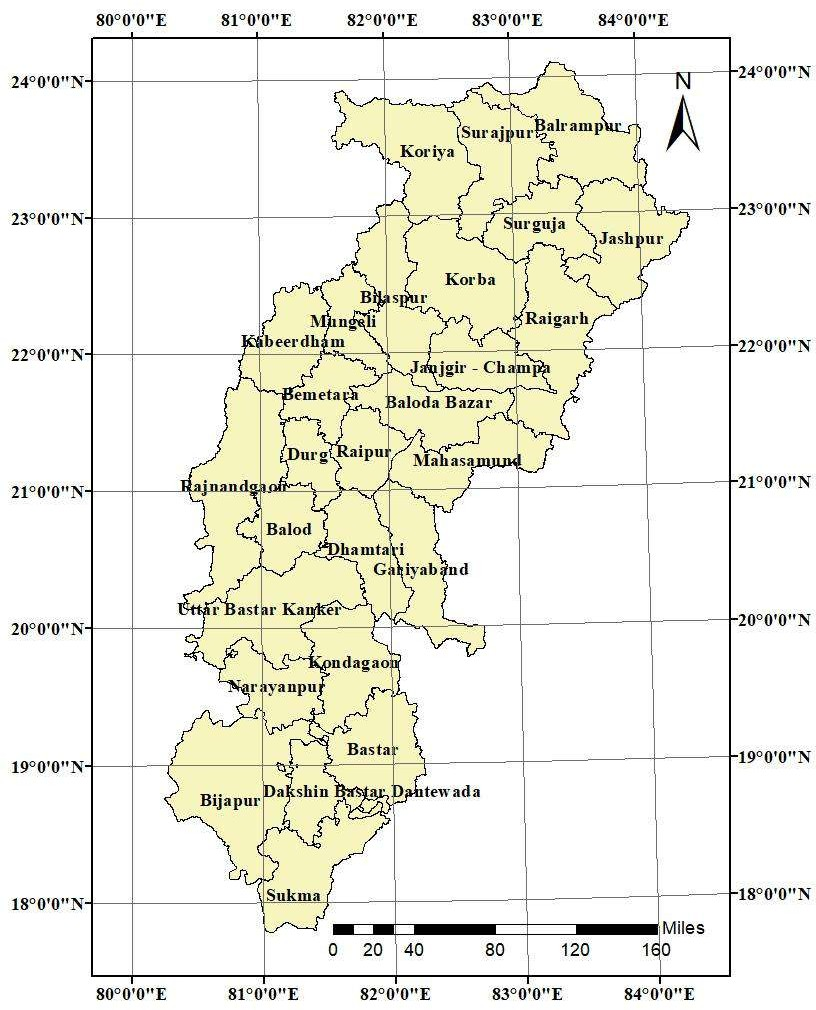 80°0'0"E 81°0'0"E 82°0'0"E 83°0'0"E 84°0'0"E
24°0'0"N 24°0'0"N
N
Surajpur Balrampur
Koriya
23°0'0"N 23°0'0"N
Surguja
Jashpur
Korba
Bilaspur
Mungeli Raigarh
Kabeerdham
22°0'0"N 22°0'0"N
Janjgir - Champa
Bemetara
Baloda Bazar
Durg Raipur
Mahasamund
21°0'0"N 21°0'0"N
Rajnandgaon
Balod
Dhamtari
Gariyaband
Uttar Bastar Kanker
20°0'0"N 20°0'0"N
Kondagaon
Narayanpur
Bastar
19°0'0"N 19°0'0"N
Dakshin Bastar Dantewada
Bijapur
Sukma
18°0'0"N 18°0'0"N
Miles
0 20 40 80 120 160
80°0'0"E 81°0'0"E 82°0'0"E 83°0'0"E 84°0'0"E